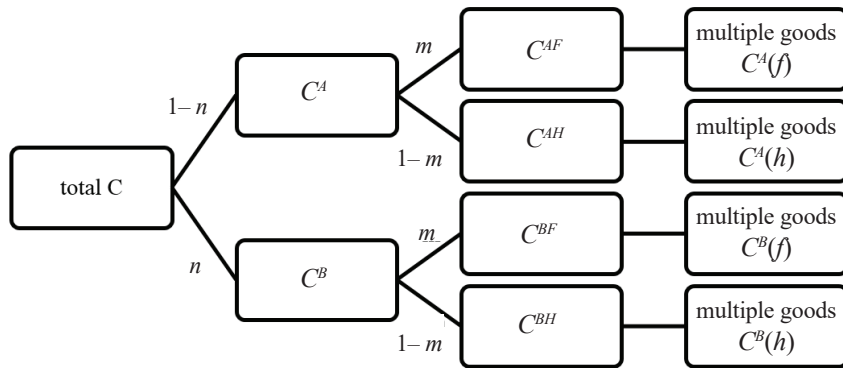 total C
1– n
n
C^A
C^B
m
1– m
m
1– m
C^AF
C^AH
C^BF
C^BH
multiple goods
C^A(f)
multiple goods
C^A(h)
multiple goods
C^B(f)
multiple goods
C^B(h)